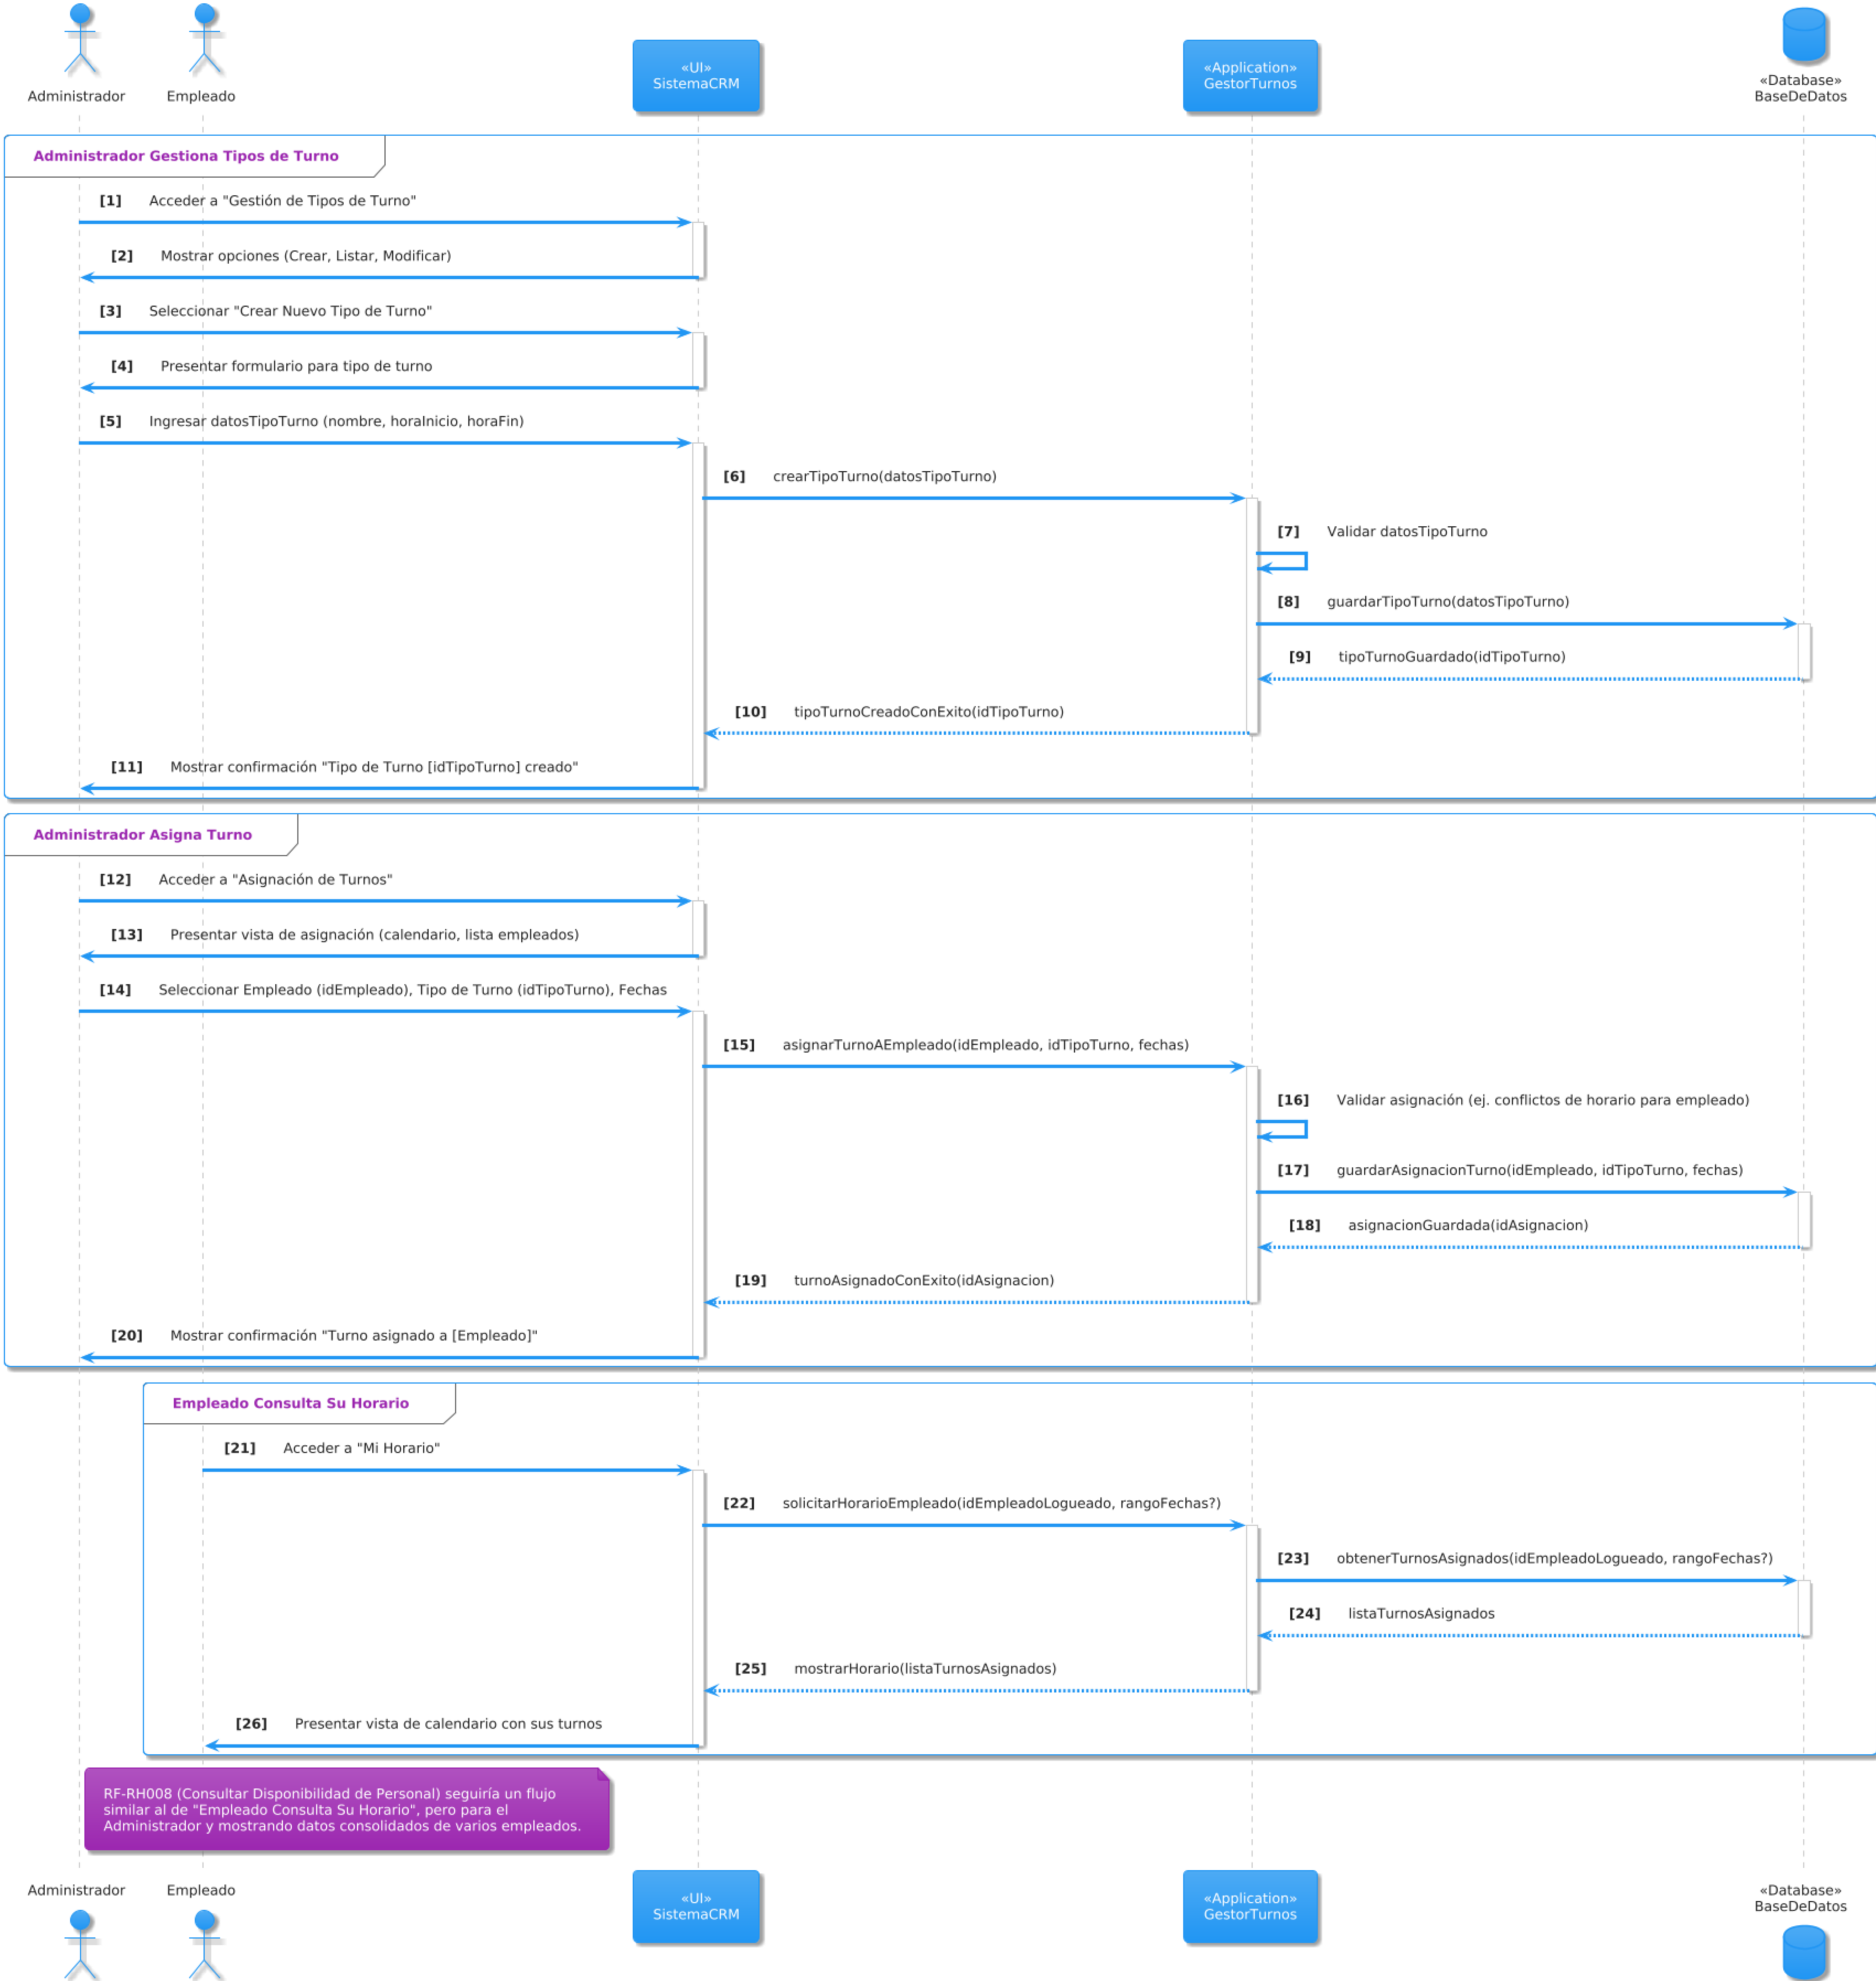 Administrador
Empleado
«UI»
SistemaCRM
«Application»
GestorTurnos
«Database»
BaseDeDatos
Administrador Gestiona Tipos de Turno
[1] Acceder a "Gestión de Tipos de Turno"
[2] Mostrar opciones (Crear, Listar, Modificar)
[3] Seleccionar "Crear Nuevo Tipo de Turno"
[4] Presentar formulario para tipo de turno
[5] Ingresar datosTipoTurno (nombre, horaInicio, horaFin)
[6] crearTipoTurno(datosTipoTurno)
[7] Validar datosTipoTurno
[8] guardarTipoTurno(datosTipoTurno)
[9] tipoTurnoGuardado(idTipoTurno)
[10] tipoTurnoCreadoConExito(idTipoTurno)
[11] Mostrar confirmación "Tipo de Turno [idTipoTurno] creado"
Administrador Asigna Turno
[12] Acceder a "Asignación de Turnos"
[13] Presentar vista de asignación (calendario, lista empleados)
[14] Seleccionar Empleado (idEmpleado), Tipo de Turno (idTipoTurno), Fechas
[15] asignarTurnoAEmpleado(idEmpleado, idTipoTurno, fechas)
[16] Validar asignación (ej. conflictos de horario para empleado)
[17] guardarAsignacionTurno(idEmpleado, idTipoTurno, fechas)
[18] asignacionGuardada(idAsignacion)
[19] turnoAsignadoConExito(idAsignacion)
[20] Mostrar confirmación "Turno asignado a [Empleado]"
Empleado Consulta Su Horario
[21] Acceder a "Mi Horario"
[22] solicitarHorarioEmpleado(idEmpleadoLogueado, rangoFechas?)
[23] obtenerTurnosAsignados(idEmpleadoLogueado, rangoFechas?)
[24] listaTurnosAsignados
[25] mostrarHorario(listaTurnosAsignados)
[26] Presentar vista de calendario con sus turnos
RF-RH008 (Consultar Disponibilidad de Personal) seguiría un flujo
similar al de "Empleado Consulta Su Horario", pero para el
Administrador y mostrando datos consolidados de varios empleados.
Administrador
Empleado
«UI»
SistemaCRM
«Application»
GestorTurnos
«Database»
BaseDeDatos